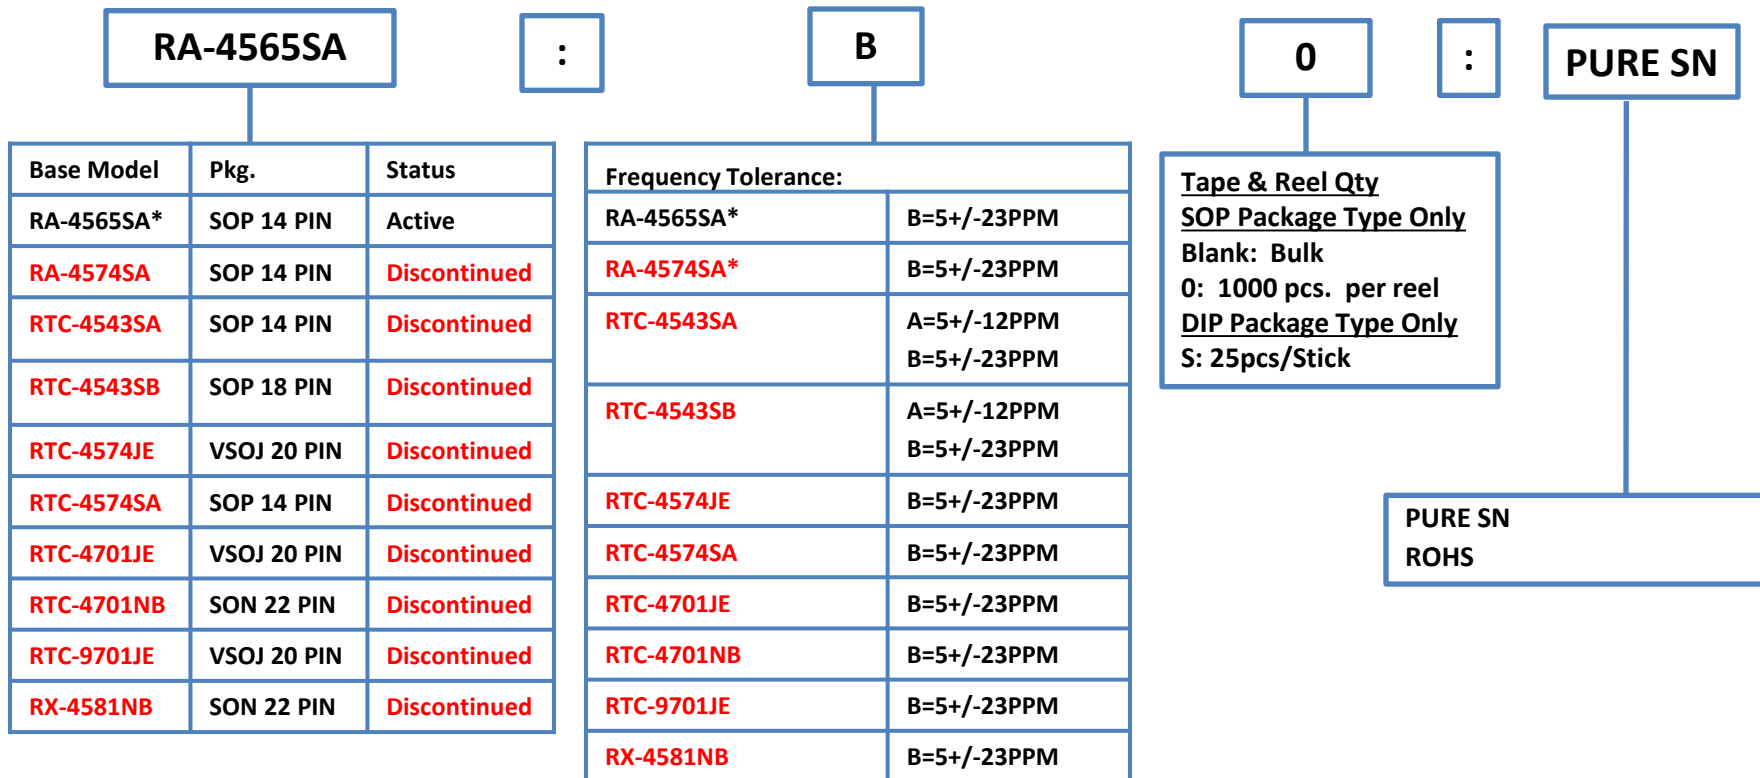 RA-4565SA : B 0 : PURE SN
Base Model Pkg. Status
RA-4565SA* SOP 14 PIN Active
RA-4574SA SOP 14 PIN Discontinued
RTC-4543SA SOP 14 PIN Discontinued
RTC-4543SB SOP 18 PIN Discontinued
RTC-4574JE VSOJ 20 PIN Discontinued
RTC-4574SA SOP 14 PIN Discontinued
RTC-4701JE VSOJ 20 PIN Discontinued
RTC-4701NB SON 22 PIN Discontinued
RTC-9701JE VSOJ 20 PIN Discontinued
RX-4581NB SON 22 PIN Discontinued
Frequency Tolerance:
RA-4565SA* B=5+/-23PPM
RA-4574SA* B=5+/-23PPM
RTC-4543SA A=5+/-12PPM
B=5+/-23PPM
RTC-4543SB A=5+/-12PPM
B=5+/-23PPM
RTC-4574JE B=5+/-23PPM
RTC-4574SA B=5+/-23PPM
RTC-4701JE B=5+/-23PPM
RTC-4701NB B=5+/-23PPM
RTC-9701JE B=5+/-23PPM
RX-4581NB B=5+/-23PPM
Tape & Reel Qty
SOP Package Type Only
Blank: Bulk
0: 1000 pcs. per reel
DIP Package Type Only
S: 25pcs/Stick
PURE SN
ROHS